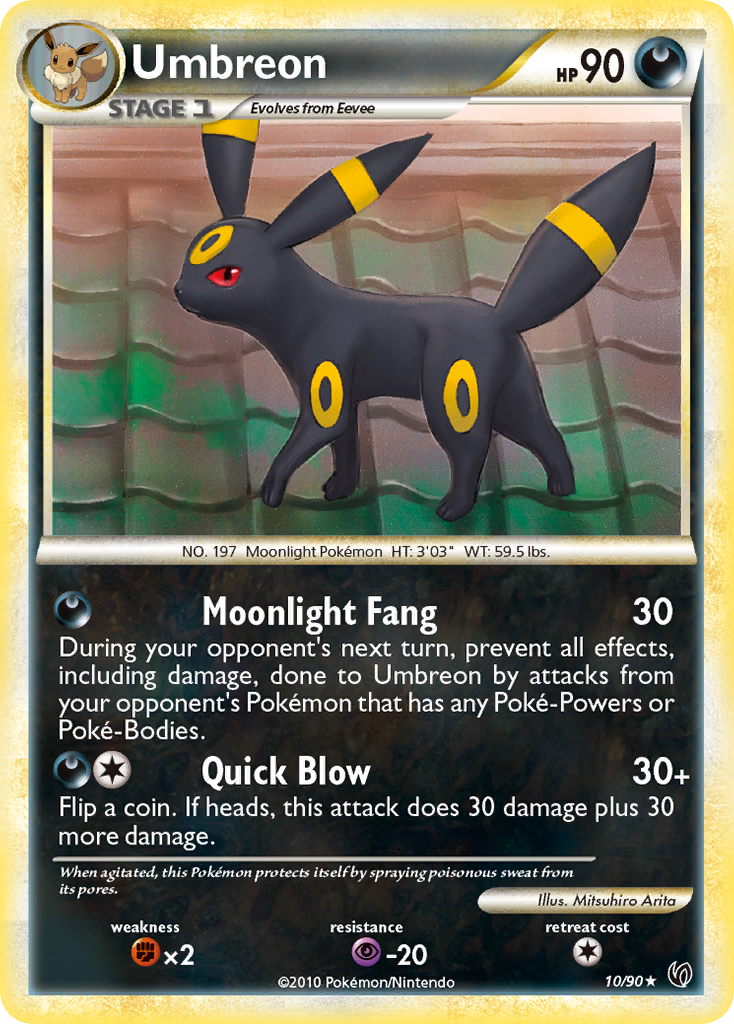 Umbreon
HP 90
STAGE 1
Evolves from Eevee
NO. 197 Moonlight Pokémon HT: 3'03" WT: 59.5 lbs.
Moonlight Fang 30
During your opponent's next turn, prevent all effects,
including damage, done to Umbreon by attacks from
your opponent's Pokémon that has any Poké-Powers or
Poké-Bodies.
Quick Blow 30+
Flip a coin. If heads, this attack does 30 damage plus 30
more damage.
When agitated, this Pokémon protects itself by spraying poisonous sweat from
its pores.
Illus. Mitsuhiro Arita
weakness resistance retreat cost
×2 -20
©2010 Pokémon/Nintendo 10/90★